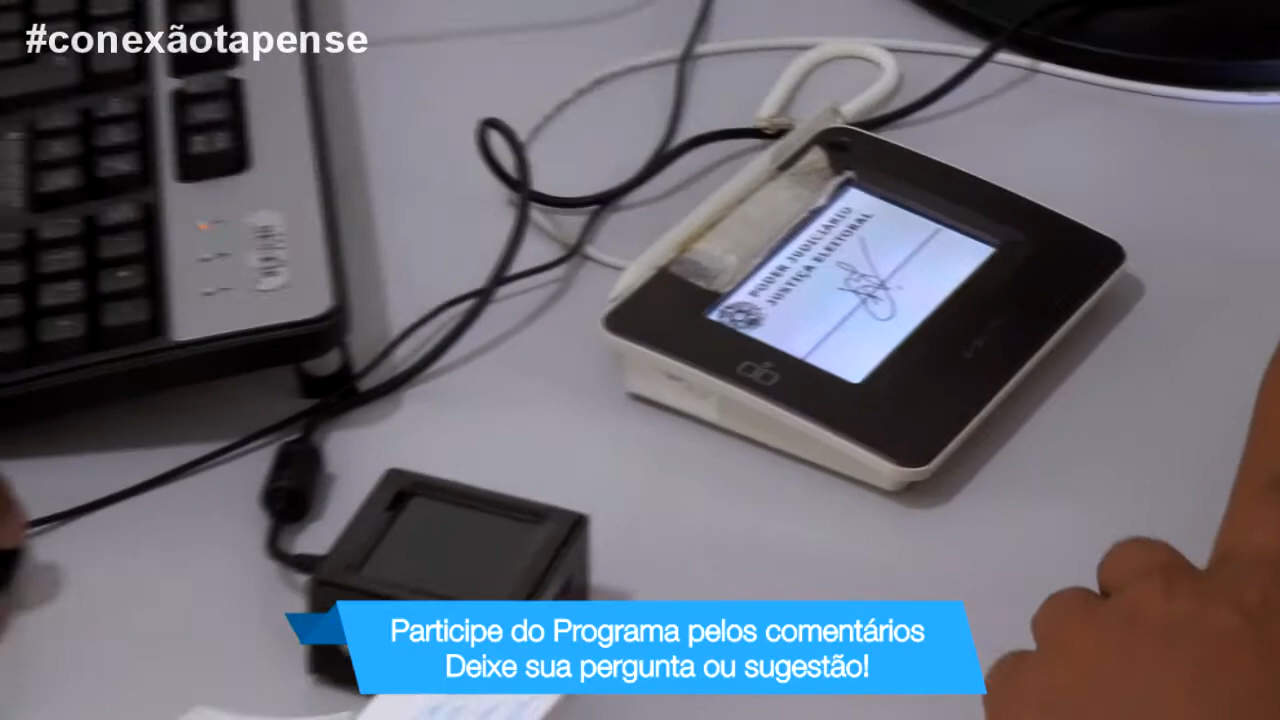 #conexãotapense
PODER JUDICIÁRIO
JUSTIÇA ELEITORAL
Participe do Programa pelos comentários
Deixe sua pergunta ou sugestão!